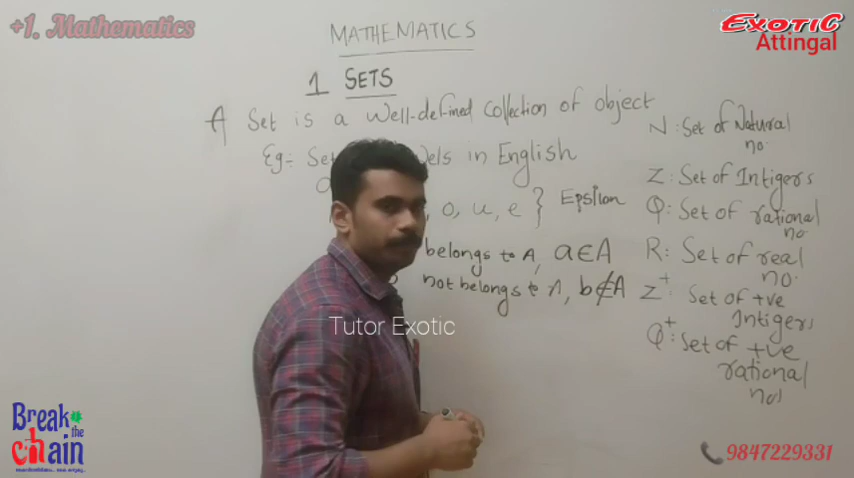 +1. Mathematics
EXOTIC
Attingal
MATHEMATICS
1 SETS
A Set is a well-defined collection of object
Eg:- Set in English
, o, u, e } Epsilon
belongs to A, a∈A
not belongs to A, b∉A
N: Set of Natural
no.
Z: Set of Intigers
Q: Set of rational
no.
R: Set of real
no.
Z+: Set of +ve
Intigers
Q+: Set of +ve
rational
no.
Tutor Exotic
Break
the
chain
9847229331